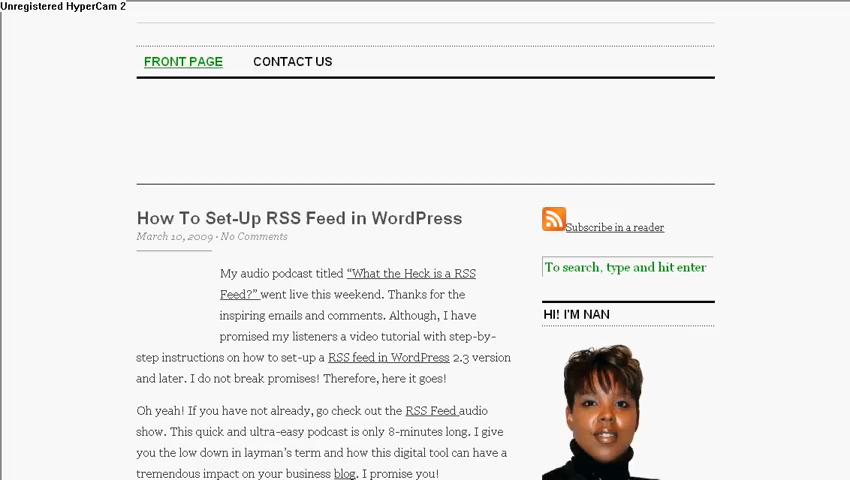 Unregistered HyperCam 2
FRONT PAGE CONTACT US
How To Set-Up RSS Feed in WordPress
March 10, 2009 · No Comments
My audio podcast titled “What the Heck is a RSS
Feed?” went live this weekend. Thanks for the
inspiring emails and comments. Although, I have
promised my listeners a video tutorial with step-by-
step instructions on how to set-up a RSS feed in WordPress 2.3 version
and later. I do not break promises! Therefore, here it goes!
Oh yeah! If you have not already, go check out the RSS Feed audio
show. This quick and ultra-easy podcast is only 8-minutes long. I give
you the low down in layman’s term and how this digital tool can have a
tremendous impact on your business blog. I promise you!
Subscribe in a reader
To search, type and hit enter
HI! I'M NAN